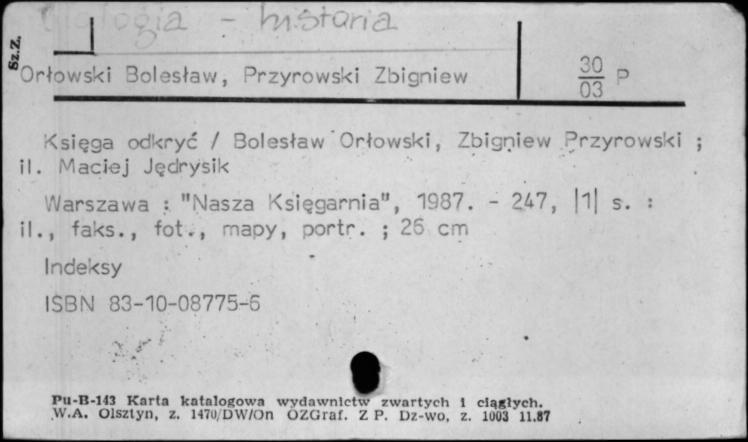 - historia
Sz.Z.
Orłowski Bolesław, Przyrowski Zbigniew
30
03 P
Księga odkryć / Bolesław Orłowski, Zbigniew Przyrowski ;
il. Maciej Jędrysik
Warszawa : "Nasza Księgarnia", 1987. - 247, |1| s. :
il., faks., fot., mapy, portr. ; 26 cm
Indeksy
ISBN 83-10-08775-6
Pu-B-143 Karta katalogowa wydawnictw zwartych i ciągłych.
W.A. Olsztyn, z. 1470/DW/On OZGraf. Z P. Dz-wo, z. 1003 11.87